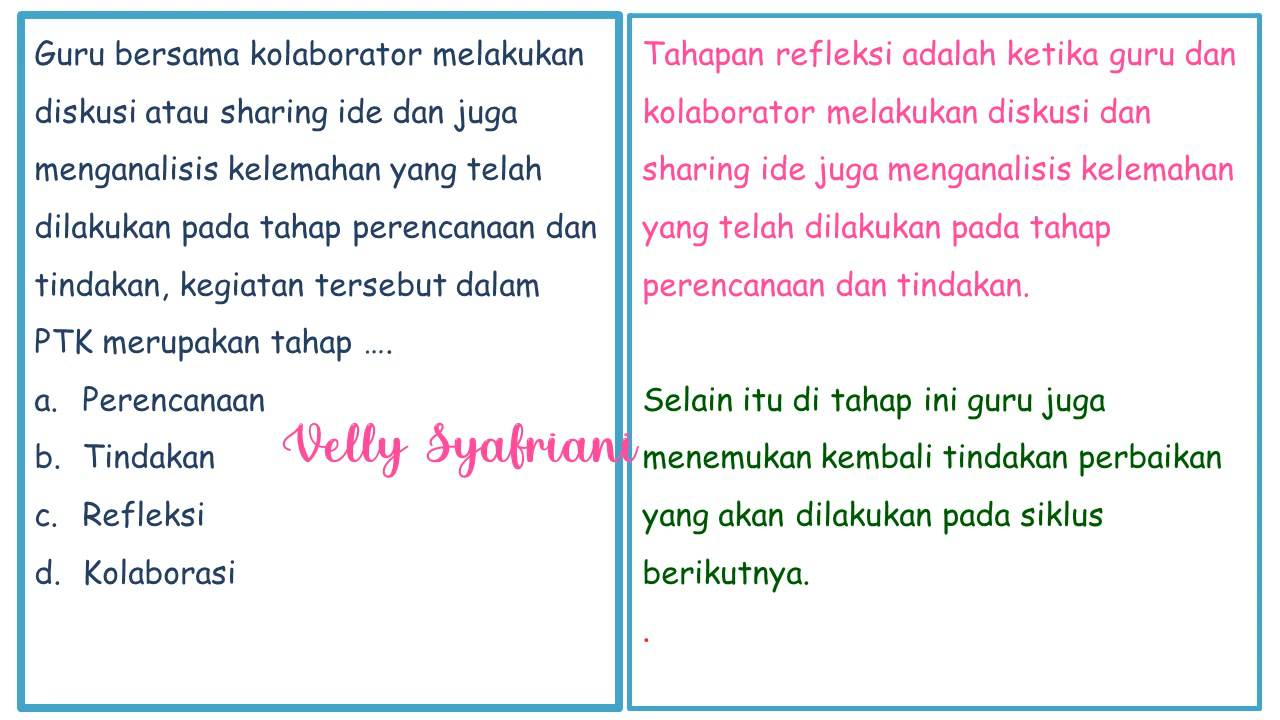 Guru bersama kolaborator melakukan
diskusi atau sharing ide dan juga
menganalisis kelemahan yang telah
dilakukan pada tahap perencanaan dan
tindakan, kegiatan tersebut dalam
PTK merupakan tahap ….
a. Perencanaan
b. Tindakan
c. Refleksi
d. Kolaborasi
Velly Syafriani
Tahapan refleksi adalah ketika guru dan
kolaborator melakukan diskusi dan
sharing ide juga menganalisis kelemahan
yang telah dilakukan pada tahap
perencanaan dan tindakan.
Selain itu di tahap ini guru juga
menemukan kembali tindakan perbaikan
yang akan dilakukan pada siklus
berikutnya.
.